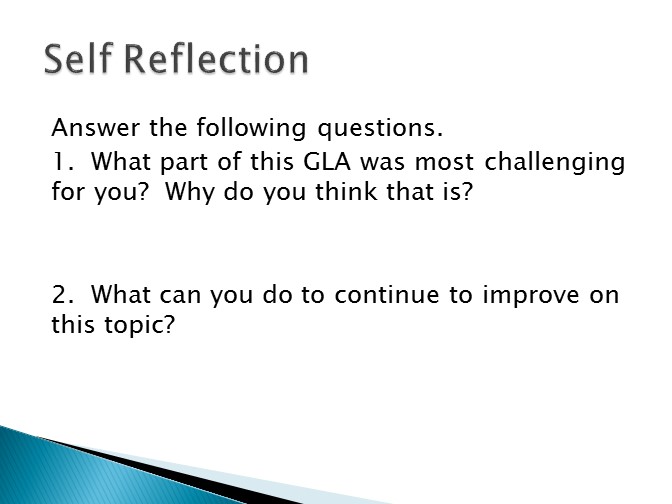 Self Reflection
Answer the following questions.
1.  What part of this GLA was most challenging
for you?  Why do you think that is?
2.  What can you do to continue to improve on
this topic?